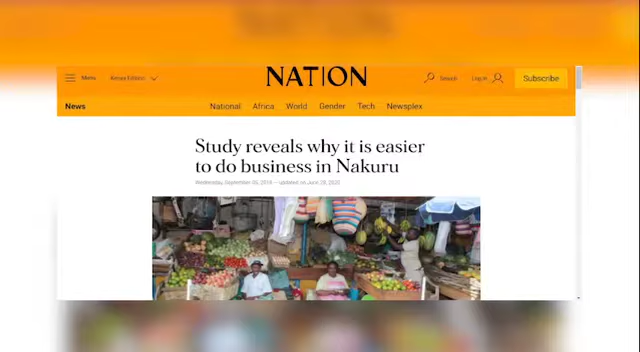 NATION
NATION
Menu Kenya Edition Search Log in Subscribe
News National Africa World Gender Tech Newsplex
Study reveals why it is easier
to do business in Nakuru